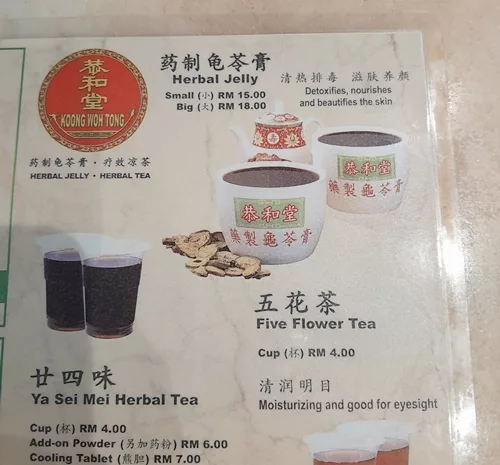 恭和堂
KOONG WOH TONG
药制龟苓膏 · 疗效凉茶
HERBAL JELLY · HERBAL TEA
药制龟苓膏
Herbal Jelly
Small (小) RM 15.00
Big (大) RM 18.00
清热排毒 滋肤养颜
Detoxifies, nourishes
and beautifies the skin
恭和堂
藥製龜苓膏
恭和堂
藥製龜苓膏
五花茶
Five Flower Tea
Cup (杯) RM 4.00
清润明目
Moisturizing and good for eyesight
廿四味
Ya Sei Mei Herbal Tea
Cup (杯) RM 4.00
Add-on Powder (另加药粉) RM 6.00
Cooling Tablet (熊胆) RM 7.00